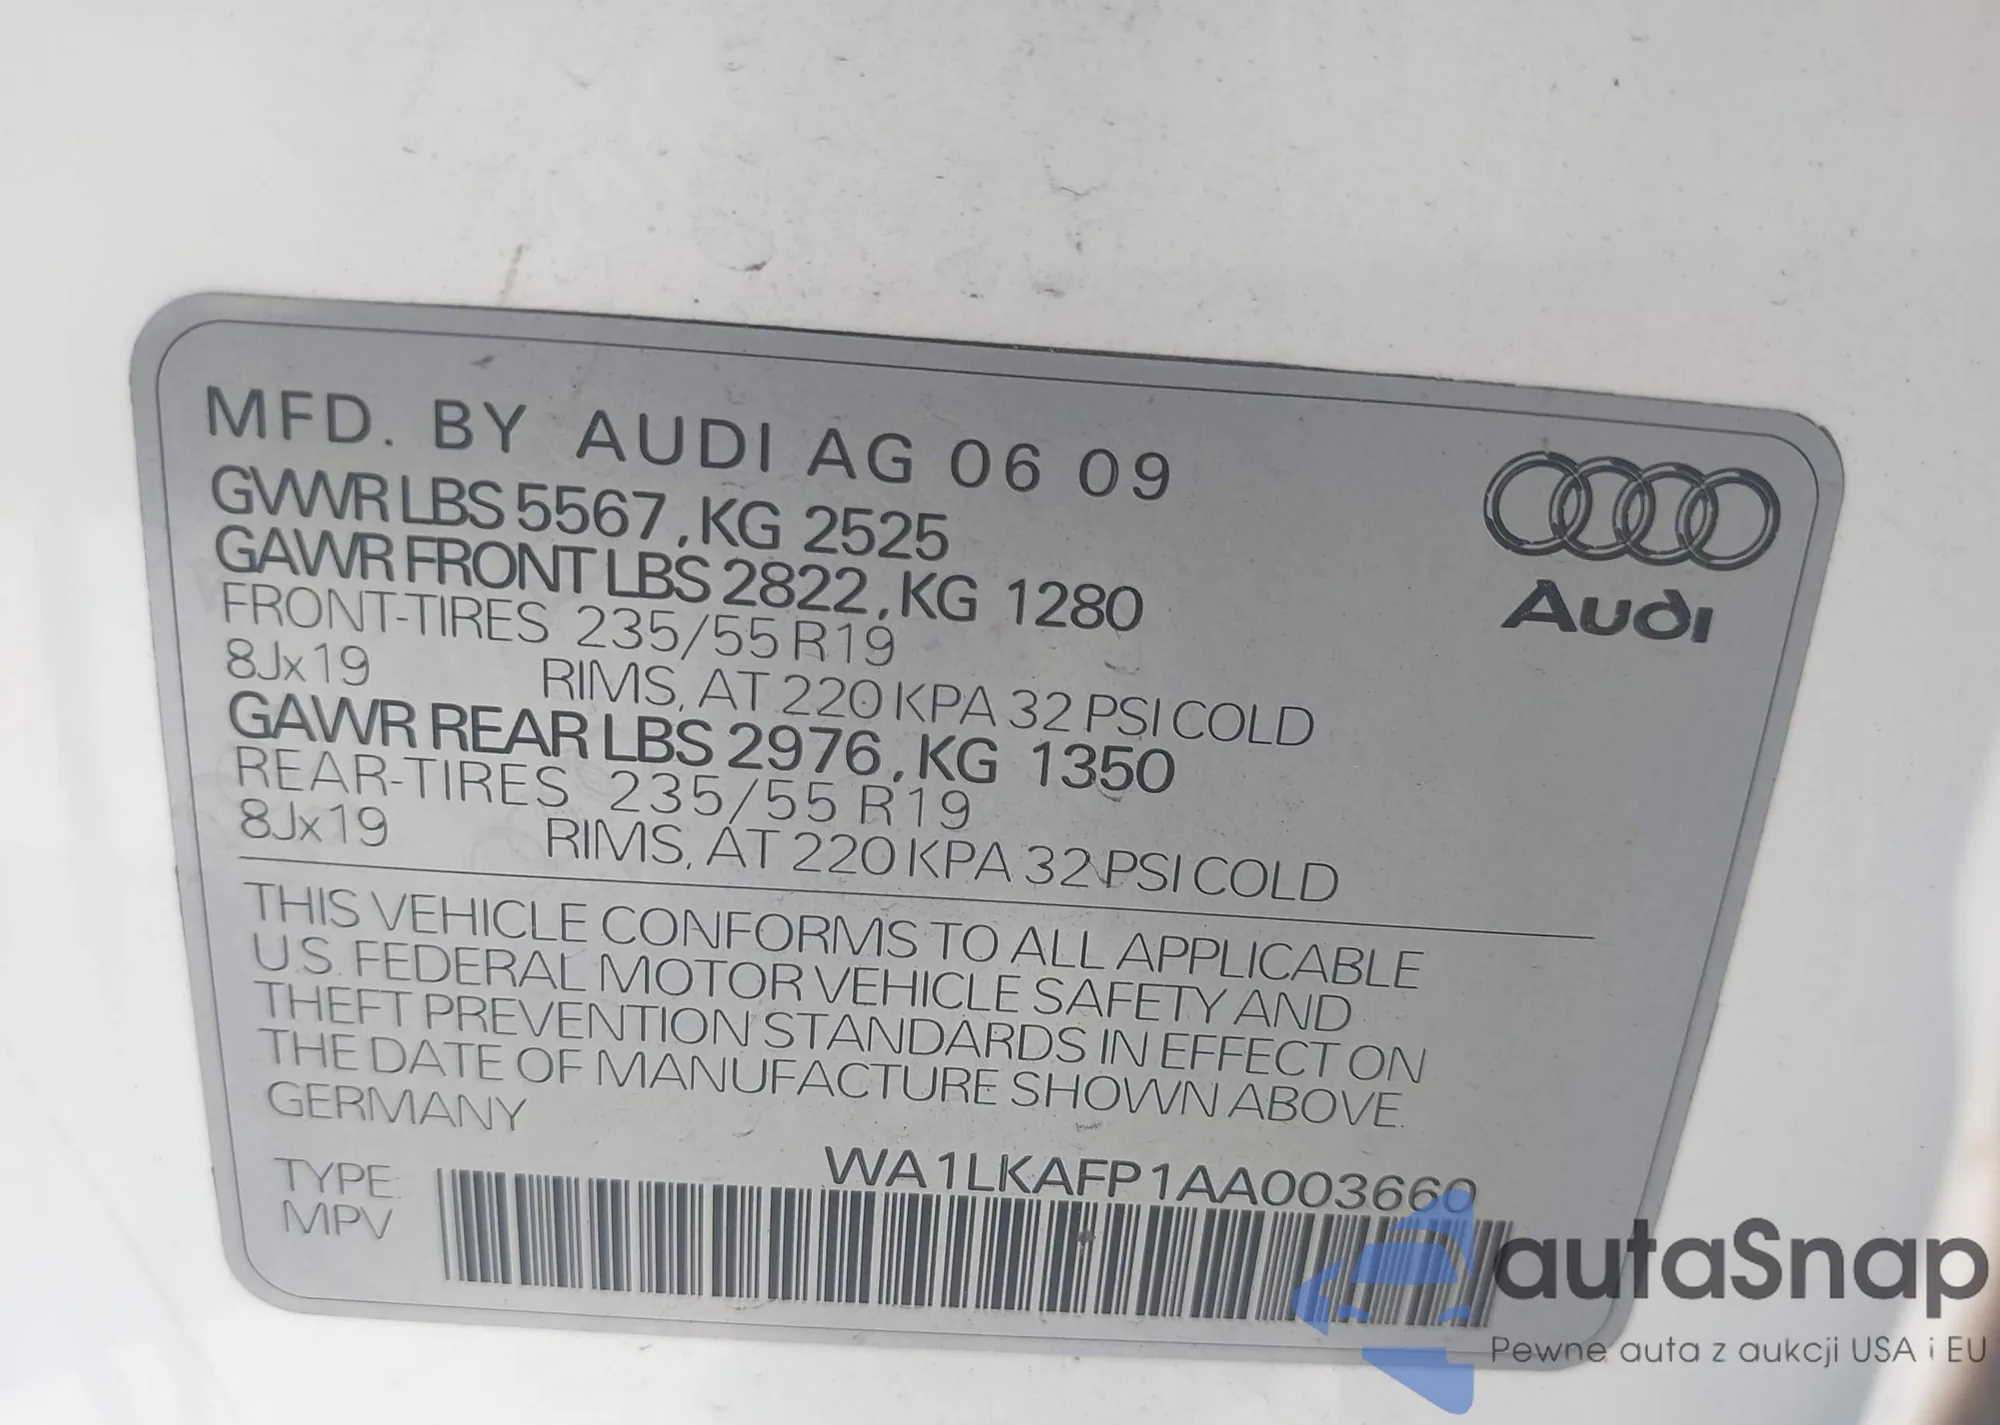 MFD. BY AUDI AG 06 09
GVWR LBS 5567, KG 2525
GAWR FRONT LBS 2822, KG 1280
FRONT-TIRES 235/55 R19
8Jx19 RIMS, AT 220 KPA 32 PSI COLD
GAWR REAR LBS 2976, KG 1350
REAR-TIRES 235/55 R19
8Jx19 RIMS, AT 220 KPA 32 PSI COLD
Audi
THIS VEHICLE CONFORMS TO ALL APPLICABLE
U.S. FEDERAL MOTOR VEHICLE SAFETY AND
THEFT PREVENTION STANDARDS IN EFFECT ON
THE DATE OF MANUFACTURE SHOWN ABOVE.
GERMANY
WA1LKAFP1AA003660
TYPE:
MPV
autaSnap
Pewne auta z aukcji USA i EU